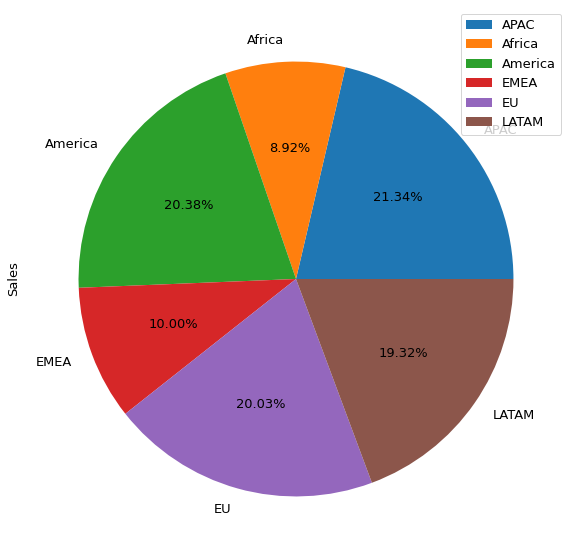 APAC
Africa
America
EMEA
EU
LATAM
Africa
APAC
America
8.92%
21.34%
20.38%
Sales
10.00%
19.32%
EMEA
20.03%
LATAM
EU